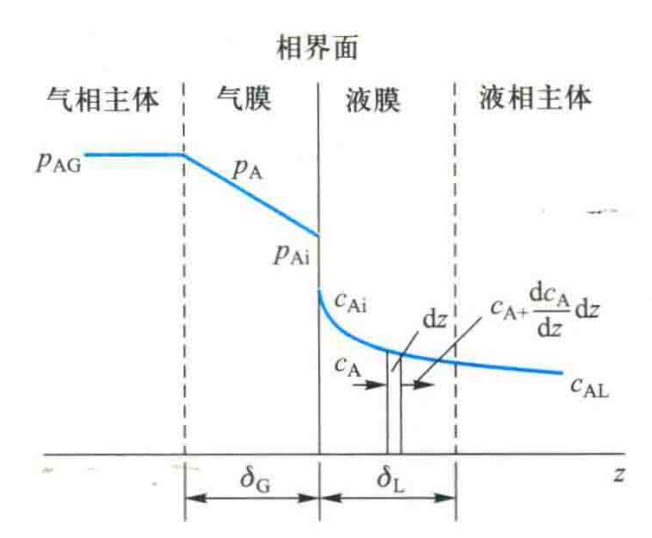 相界面
气相主体 气膜 液膜 液相主体
p_AG
p_A
p_Ai
c_Ai
dz
c_A+ dc_A/dz dz
c_A
c_AL
z
δ_G δ_L